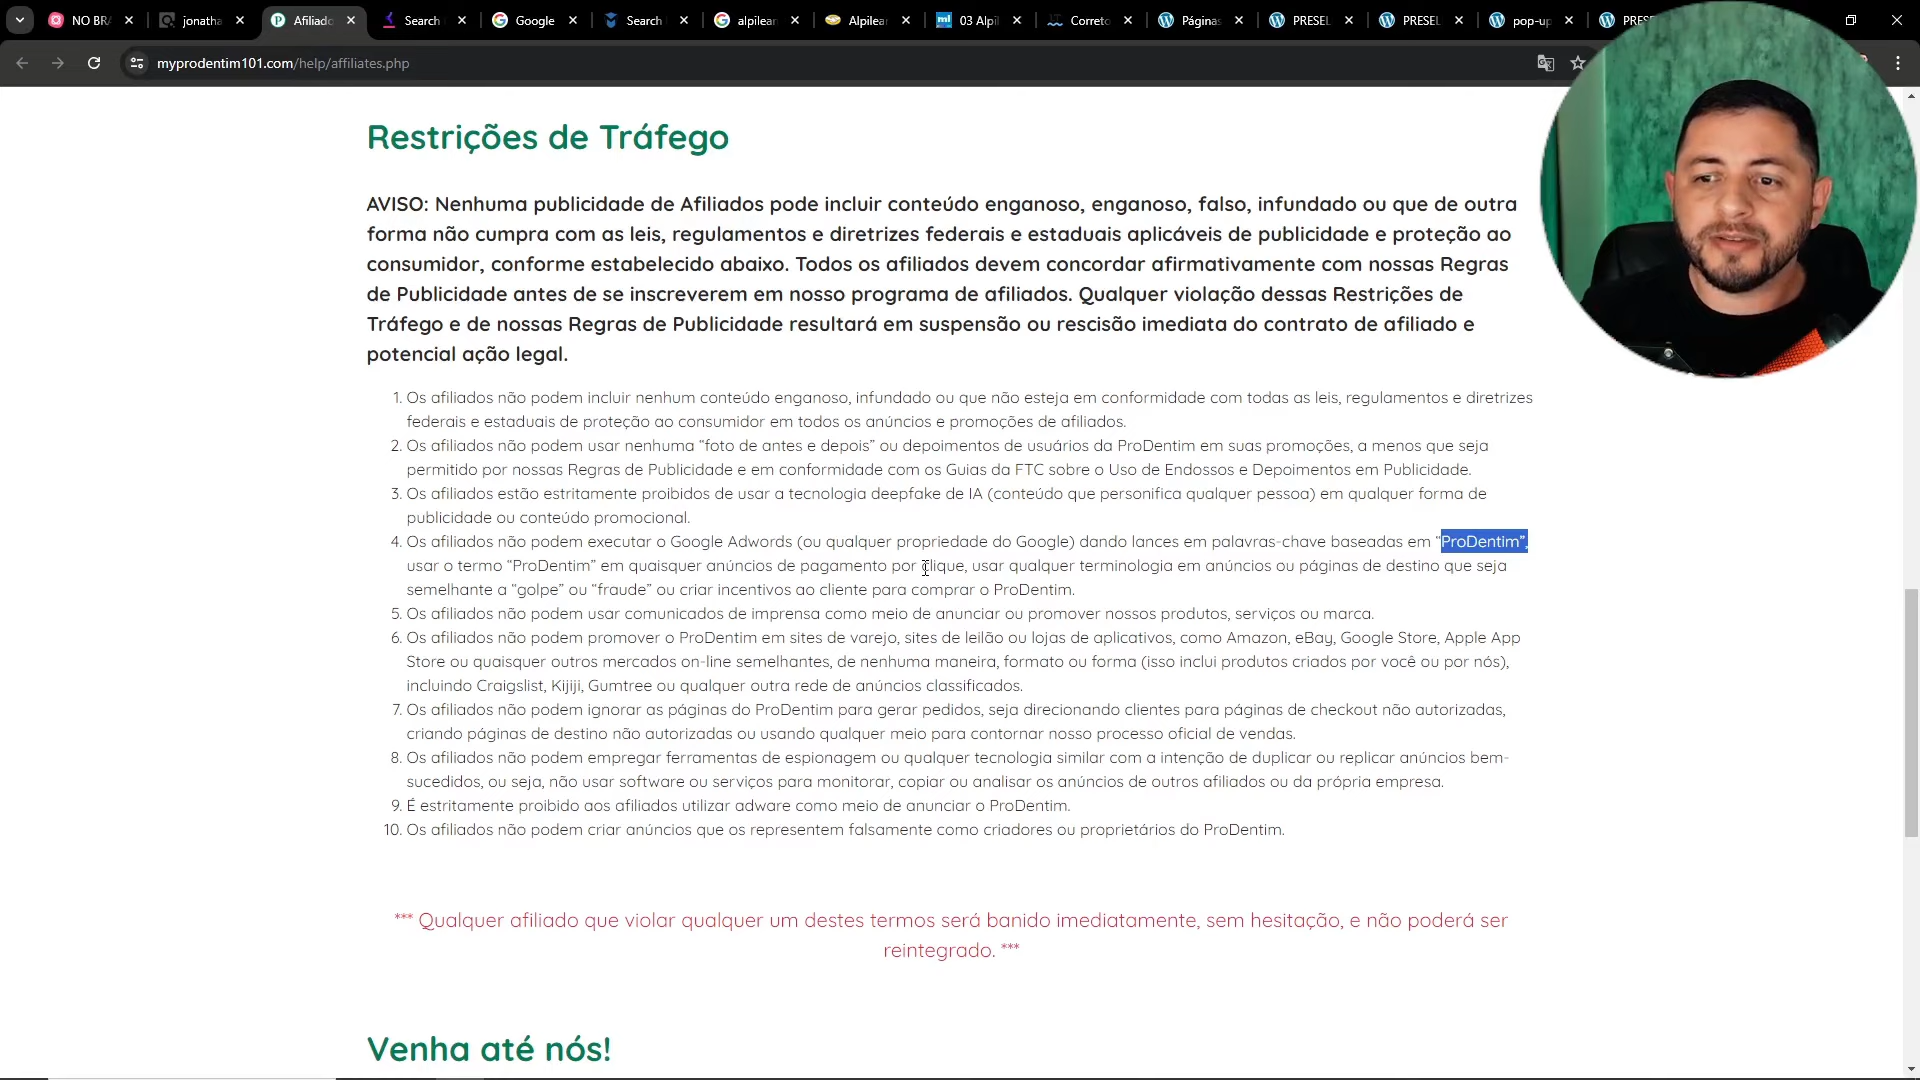 NO BRA
jonatha
Afiliado
Search
Google
Search
alpilear
Alpilear
03 Alpil
Correto
Páginas
PRESEL
PRESEL
pop-up
PRES
myprodentim101.com/help/affiliates.php
Restrições de Tráfego
AVISO: Nenhuma publicidade de Afiliados pode incluir conteúdo enganoso, enganoso, falso, infundado ou que de outra
forma não cumpra com as leis, regulamentos e diretrizes federais e estaduais aplicáveis de publicidade e proteção ao
consumidor, conforme estabelecido abaixo. Todos os afiliados devem concordar afirmativamente com nossas Regras
de Publicidade antes de se inscreverem em nosso programa de afiliados. Qualquer violação dessas Restrições de
Tráfego e de nossas Regras de Publicidade resultará em suspensão ou rescisão imediata do contrato de afiliado e
potencial ação legal.
1. Os afiliados não podem incluir nenhum conteúdo enganoso, infundado ou que não esteja em conformidade com todas as leis, regulamentos e diretrizes
federais e estaduais de proteção ao consumidor em todos os anúncios e promoções de afiliados.
2. Os afiliados não podem usar nenhuma “foto de antes e depois” ou depoimentos de usuários da ProDentim em suas promoções, a menos que seja
permitido por nossas Regras de Publicidade e em conformidade com os Guias da FTC sobre o Uso de Endossos e Depoimentos em Publicidade.
3. Os afiliados estão estritamente proibidos de usar a tecnologia deepfake de IA (conteúdo que personifica qualquer pessoa) em qualquer forma de
publicidade ou conteúdo promocional.
4. Os afiliados não podem executar o Google Adwords (ou qualquer propriedade do Google) dando lances em palavras-chave baseadas em “ProDentim”,
usar o termo “ProDentim” em quaisquer anúncios de pagamento por clique, usar qualquer terminologia em anúncios ou páginas de destino que seja
semelhante a “golpe” ou “fraude” ou criar incentivos ao cliente para comprar o ProDentim.
5. Os afiliados não podem usar comunicados de imprensa como meio de anunciar ou promover nossos produtos, serviços ou marca.
6. Os afiliados não podem promover o ProDentim em sites de varejo, sites de leilão ou lojas de aplicativos, como Amazon, eBay, Google Store, Apple App
Store ou quaisquer outros mercados on-line semelhantes, de nenhuma maneira, formato ou forma (isso inclui produtos criados por você ou por nós),
incluindo Craigslist, Kijiji, Gumtree ou qualquer outra rede de anúncios classificados.
7. Os afiliados não podem ignorar as páginas do ProDentim para gerar pedidos, seja direcionando clientes para páginas de checkout não autorizadas,
criando páginas de destino não autorizadas ou usando qualquer meio para contornar nosso processo oficial de vendas.
8. Os afiliados não podem empregar ferramentas de espionagem ou qualquer tecnologia similar com a intenção de duplicar ou replicar anúncios bem-
sucedidos, ou seja, não usar software ou serviços para monitorar, copiar ou analisar os anúncios de outros afiliados ou da própria empresa.
9. É estritamente proibido aos afiliados utilizar adware como meio de anunciar o ProDentim.
10. Os afiliados não podem criar anúncios que os representem falsamente como criadores ou proprietários do ProDentim.
*** Qualquer afiliado que violar qualquer um destes termos será banido imediatamente, sem hesitação, e não poderá ser
reintegrado. ***
Venha até nós!